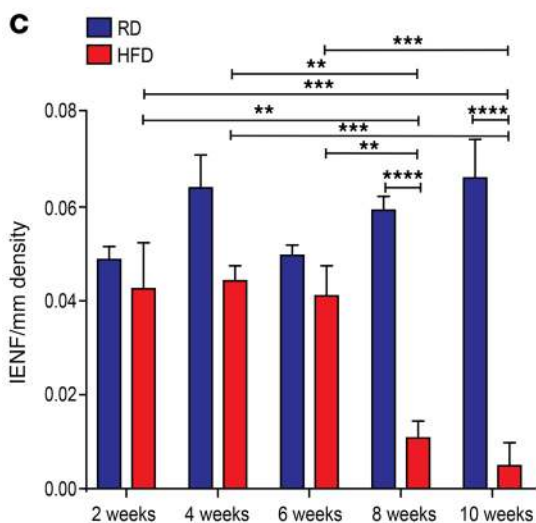 C
RD
HFD
***
**
***
**
****
***
**
****
0.08
0.06
0.04
0.02
0.00
IENF/mm density
2 weeks
4 weeks
6 weeks
8 weeks
10 weeks